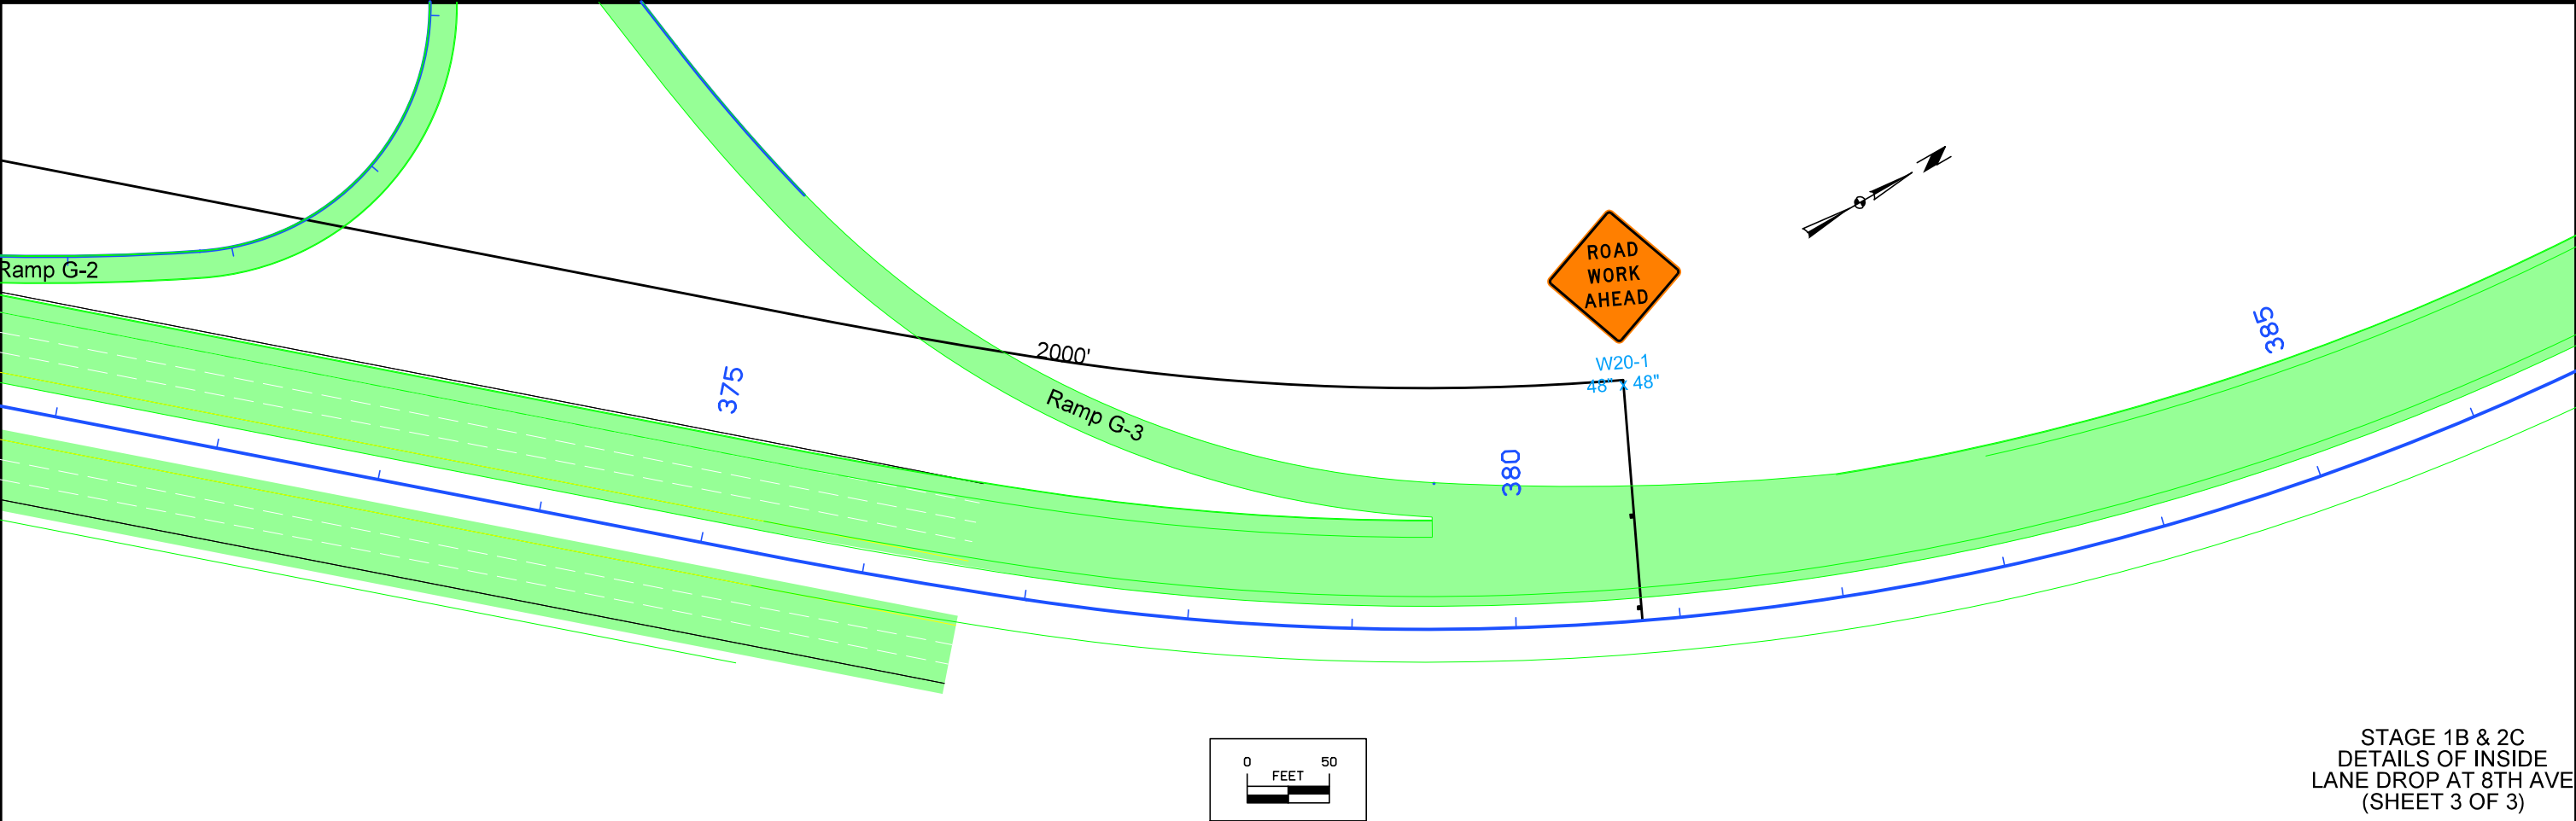 Ramp G-2
375
2000'
Ramp G-3
ROAD
WORK
AHEAD
W20-1
48" x 48"
380
N
385
0 50
FEET
STAGE 1B & 2C
DETAILS OF INSIDE
LANE DROP AT 8TH AVE
(SHEET 3 OF 3)